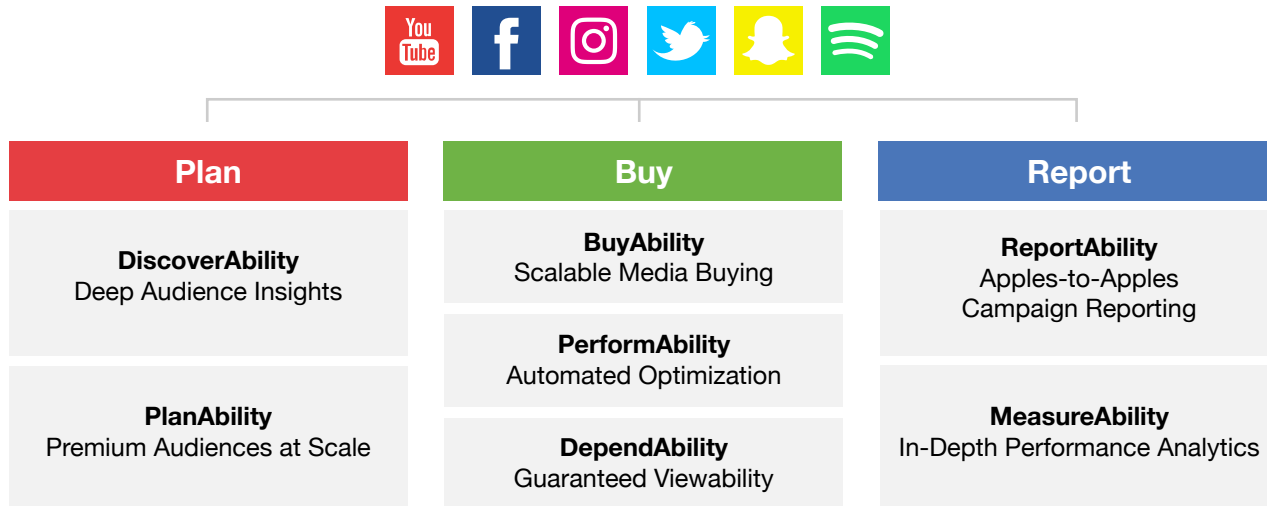 You
Tube
f
Plan
Buy
Report
DiscoverAbility
Deep Audience Insights
PlanAbility
Premium Audiences at Scale
BuyAbility
Scalable Media Buying
PerformAbility
Automated Optimization
DependAbility
Guaranteed Viewability
ReportAbility
Apples-to-Apples
Campaign Reporting
MeasureAbility
In-Depth Performance Analytics